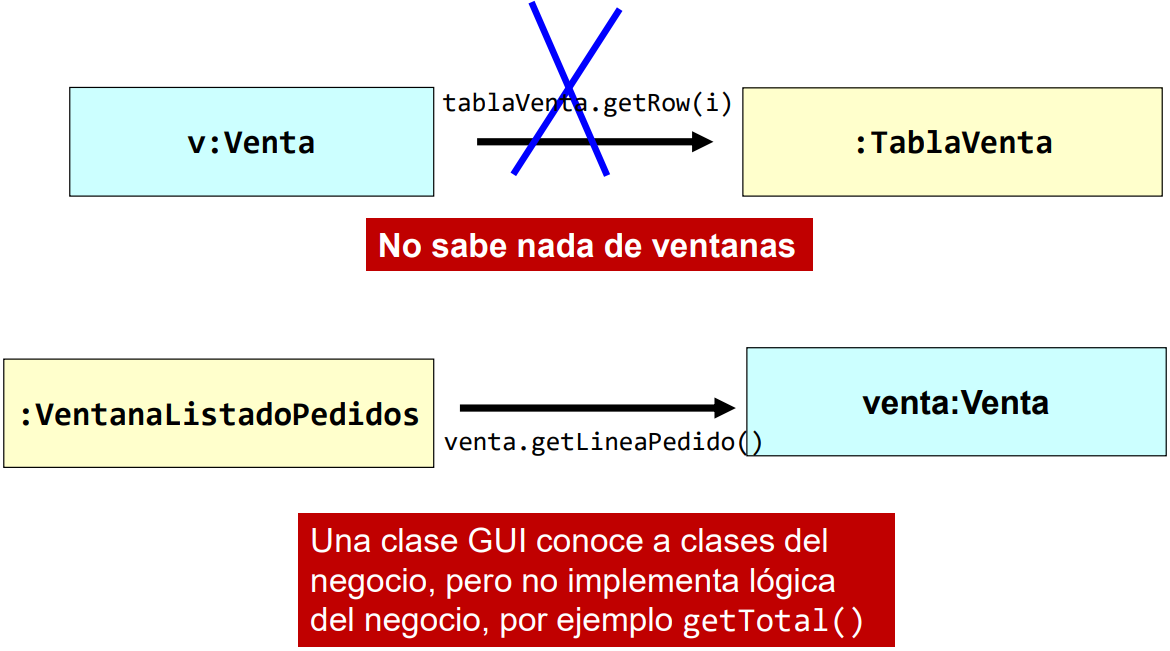 tablaVenta.getRow(i)
v:Venta
:TablaVenta
No sabe nada de ventanas
:VentanaListadoPedidos
venta:Venta
venta.getLineaPedido()
Una clase GUI conoce a clases del
negocio, pero no implementa lógica
del negocio, por ejemplo getTotal()